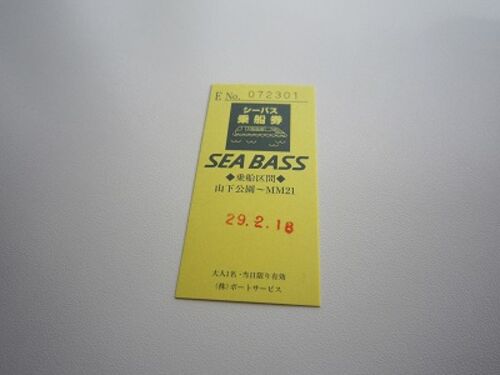 F No. 072301
シーバス
乗船券
SEA BASS
◆乗船区間◆
山下公園〜MM21
29.2.18
大人1名・当日限り有効
(株)ポートサービス